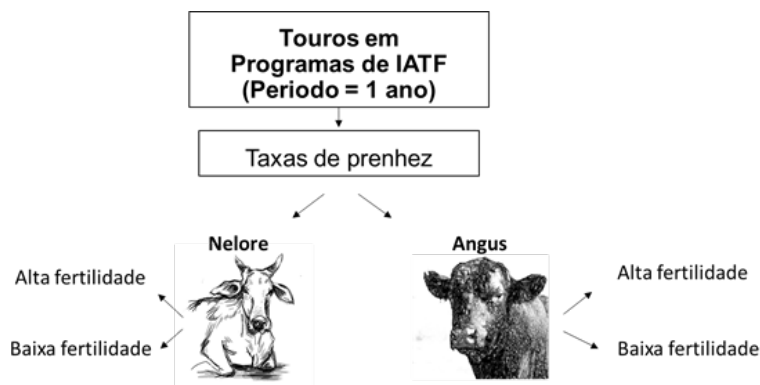 Touros em
Programas de IATF
(Periodo = 1 ano)
Taxas de prenhez
Nelore
Angus
Alta fertilidade
Baixa fertilidade
Alta fertilidade
Baixa fertilidade